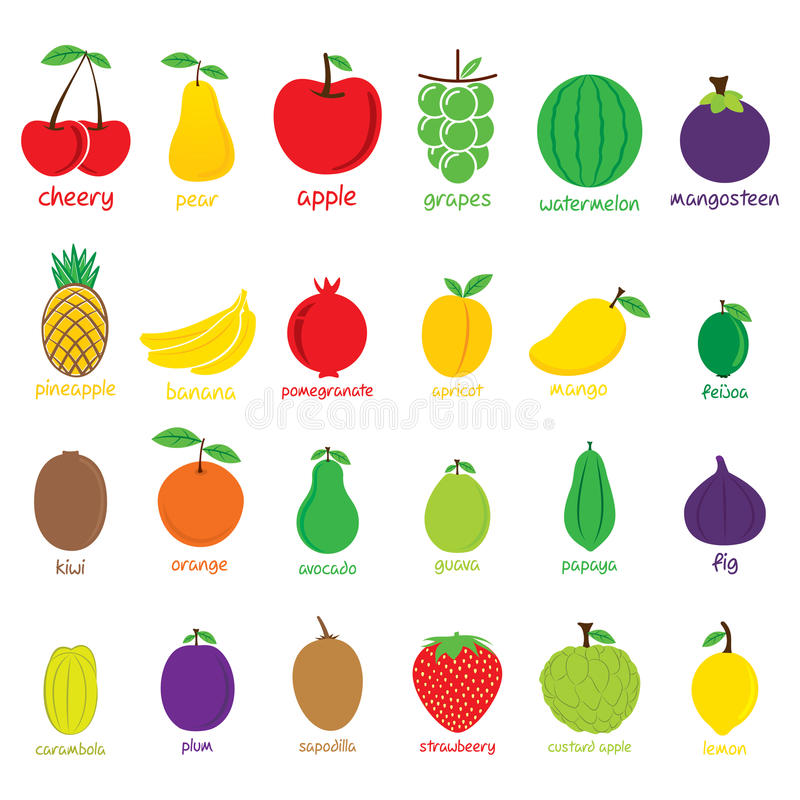 cheery
pear
apple
grapes
watermelon
mangosteen
pineapple
banana
pomegranate
apricot
mango
feijoa
dreamstime
kiwi
orange
avocado
guava
papaya
fig
carambola
plum
sapodilla
strawbeery
custard apple
lemon